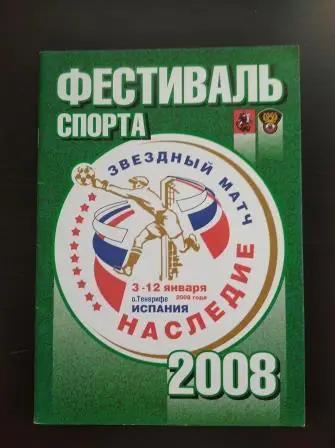 ФЕСТИВАЛЬ
СПОРТА
ЗВЕЗДНЫЙ МАТЧ
3-12 января
2008 года
о.Тенерифе
ИСПАНИЯ
НАСЛЕДИЕ
2008